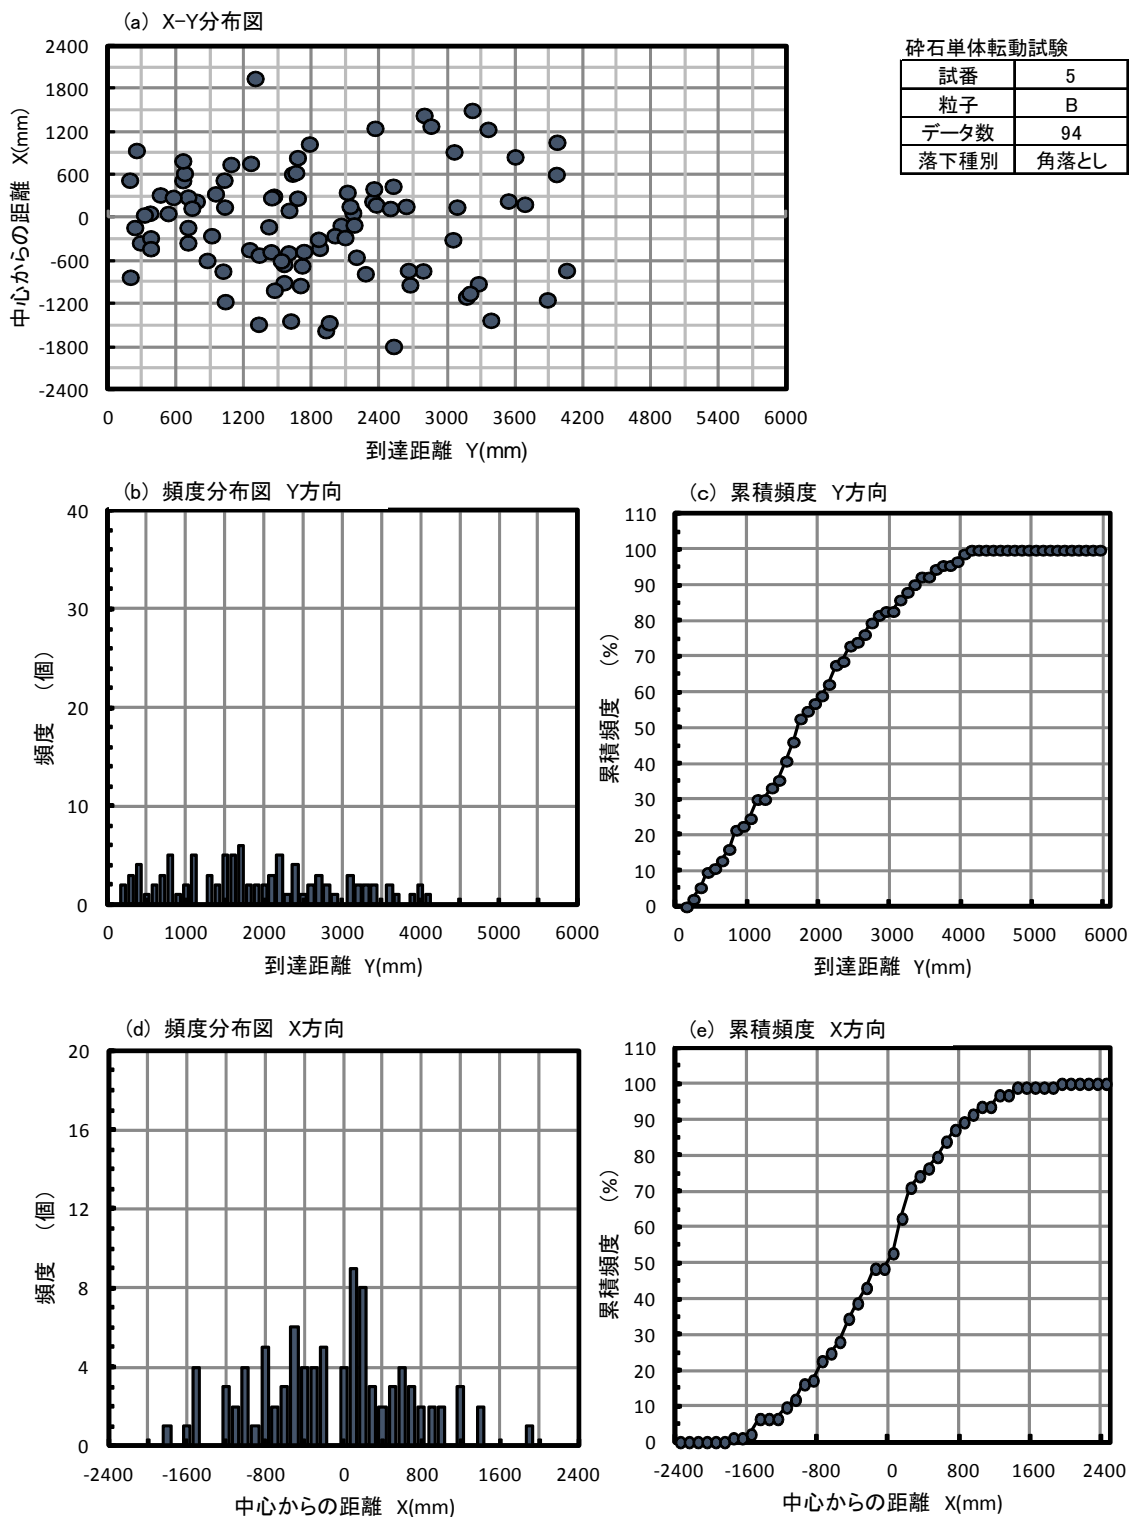 (a) X-Y分布図
2400
1800
1200
600
0
-600
-1200
-1800
-2400
中心からの距離 X(mm)
0 600 1200 1800 2400 3000 3600 4200 4800 5400 6000
到達距離 Y(mm)
砕石単体転動試験
試番 5
粒子 B
データ数 94
落下種別 角落とし
(b) 頻度分布図 Y方向
40
30
20
10
0
頻度 (個)
0 1000 2000 3000 4000 5000 6000
到達距離 Y(mm)
(c) 累積頻度 Y方向
110
100
90
80
70
60
50
40
30
20
10
0
累積頻度 (%)
0 1000 2000 3000 4000 5000 6000
到達距離 Y(mm)
(d) 頻度分布図 X方向
20
16
12
8
4
0
頻度 (個)
-2400 -1600 -800 0 800 1600 2400
中心からの距離 X(mm)
(e) 累積頻度 X方向
110
100
90
80
70
60
50
40
30
20
10
0
累積頻度 (%)
-2400 -1600 -800 0 800 1600 2400
中心からの距離 X(mm)